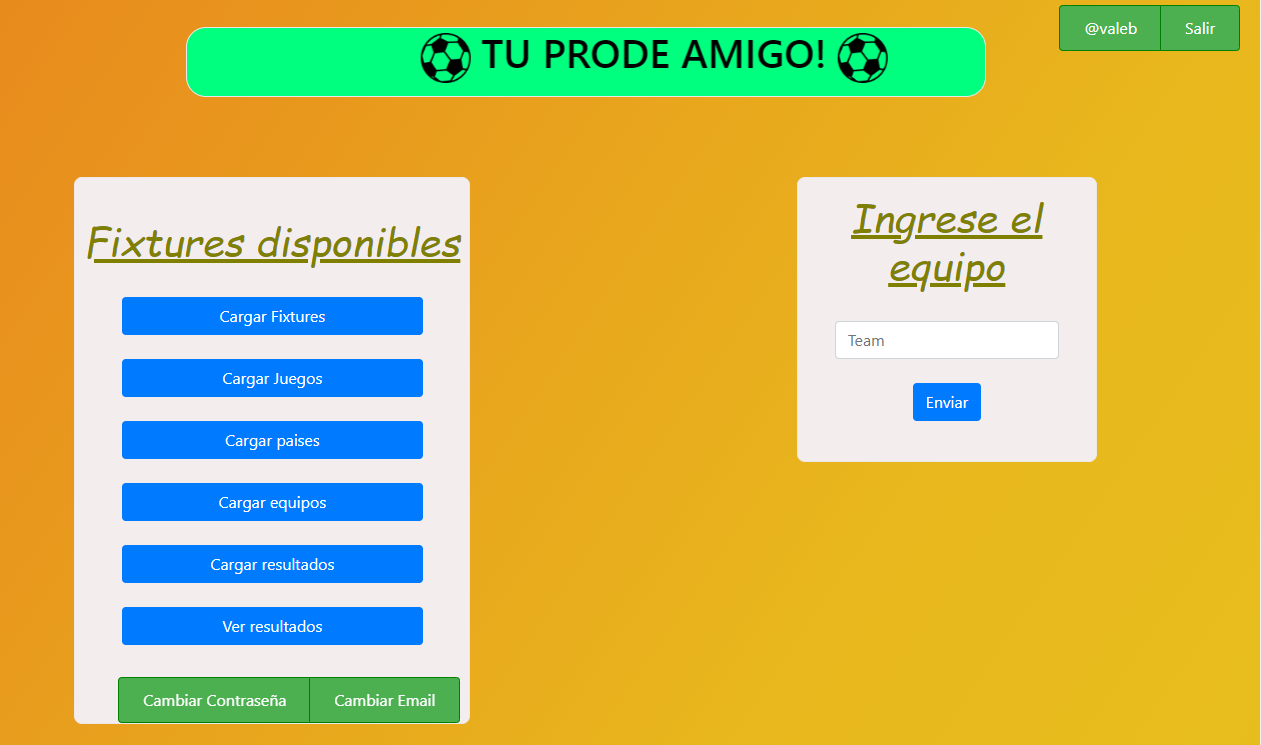 @valeb Salir
TU PRODE AMIGO!
Fixtures disponibles
Cargar Fixtures
Cargar Juegos
Cargar paises
Cargar equipos
Cargar resultados
Ver resultados
Cambiar Contraseña Cambiar Email
Ingrese el
equipo
Team
Enviar